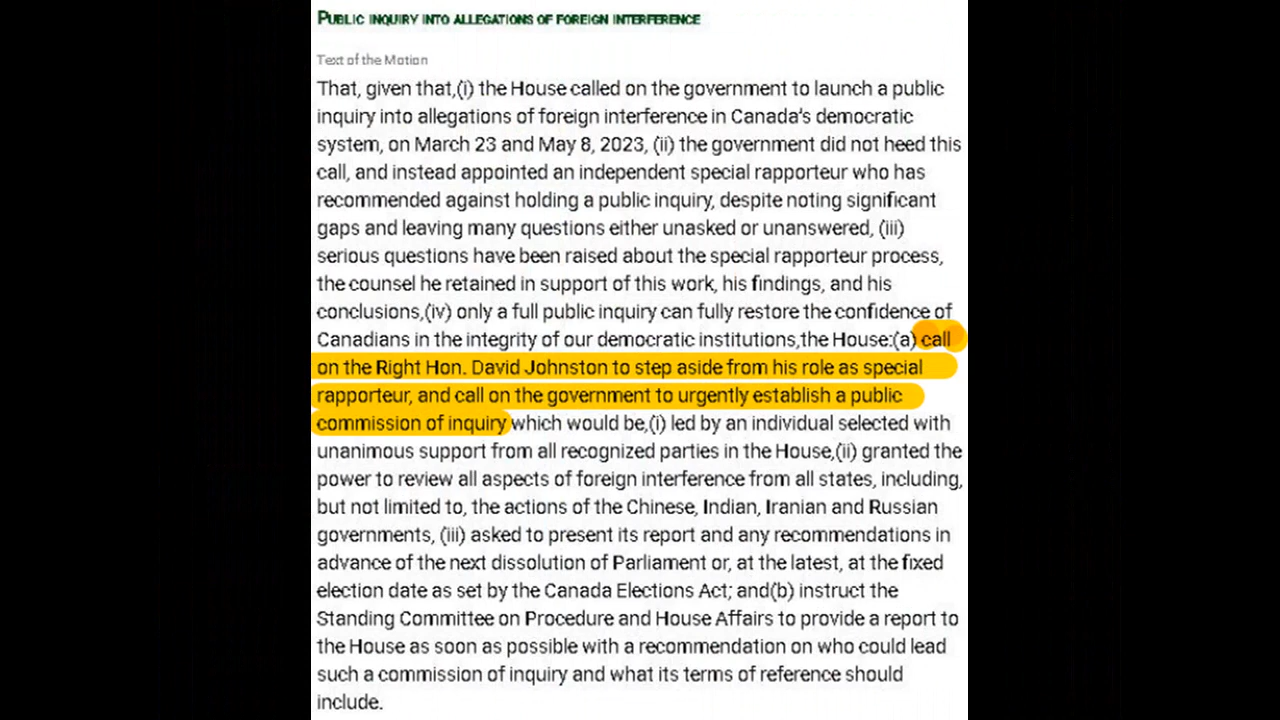 PUBLIC INQUIRY INTO ALLEGATIONS OF FOREIGN INTERFERENCE
Text of the Motion
That, given that,(i) the House called on the government to launch a public
inquiry into allegations of foreign interference in Canada's democratic
system, on March 23 and May 8, 2023, (ii) the government did not heed this
call, and instead appointed an independent special rapporteur who has
recommended against holding a public inquiry, despite noting significant
gaps and leaving many questions either unasked or unanswered, (iii)
serious questions have been raised about the special rapporteur process,
the counsel he retained in support of this work, his findings, and his
conclusions,(iv) only a full public inquiry can fully restore the confidence of
Canadians in the integrity of our democratic institutions,the House:(a) call
on the Right Hon. David Johnston to step aside from his role as special
rapporteur, and call on the government to urgently establish a public
commission of inquiry which would be,(i) led by an individual selected with
unanimous support from all recognized parties in the House,(ii) granted the
power to review all aspects of foreign interference from all states, including,
but not limited to, the actions of the Chinese, Indian, Iranian and Russian
governments, (iii) asked to present its report and any recommendations in
advance of the next dissolution of Parliament or, at the latest, at the fixed
election date as set by the Canada Elections Act; and(b) instruct the
Standing Committee on Procedure and House Affairs to provide a report to
the House as soon as possible with a recommendation on who could lead
such a commission of inquiry and what its terms of reference should
include.